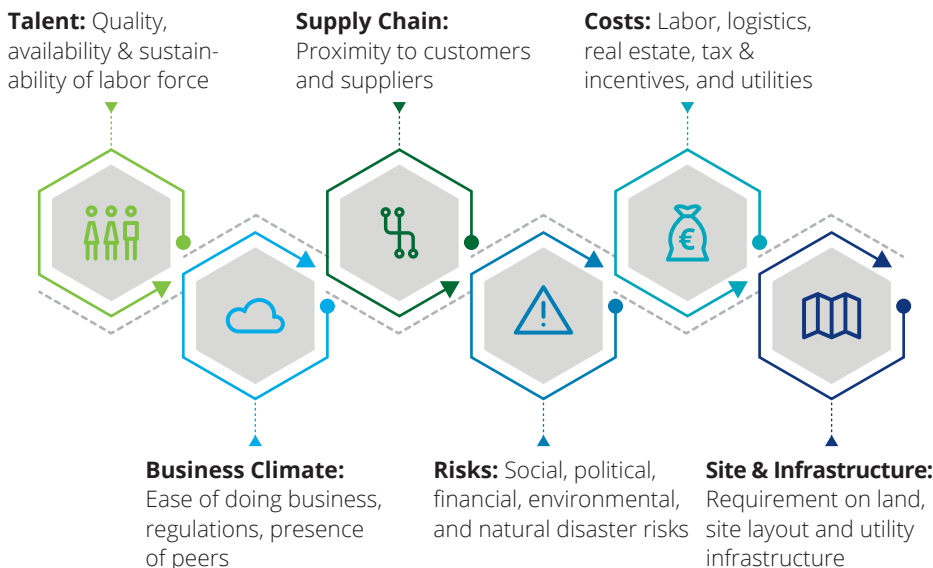 Talent: Quality,
availability & sustain-
ability of labor force
Supply Chain:
Proximity to customers
and suppliers
Costs: Labor, logistics,
real estate, tax &
incentives, and utilities
€
Business Climate:
Ease of doing business,
regulations, presence
of peers
Risks: Social, political,
financial, environmental,
and natural disaster risks
Site & Infrastructure:
Requirement on land,
site layout and utility
infrastructure